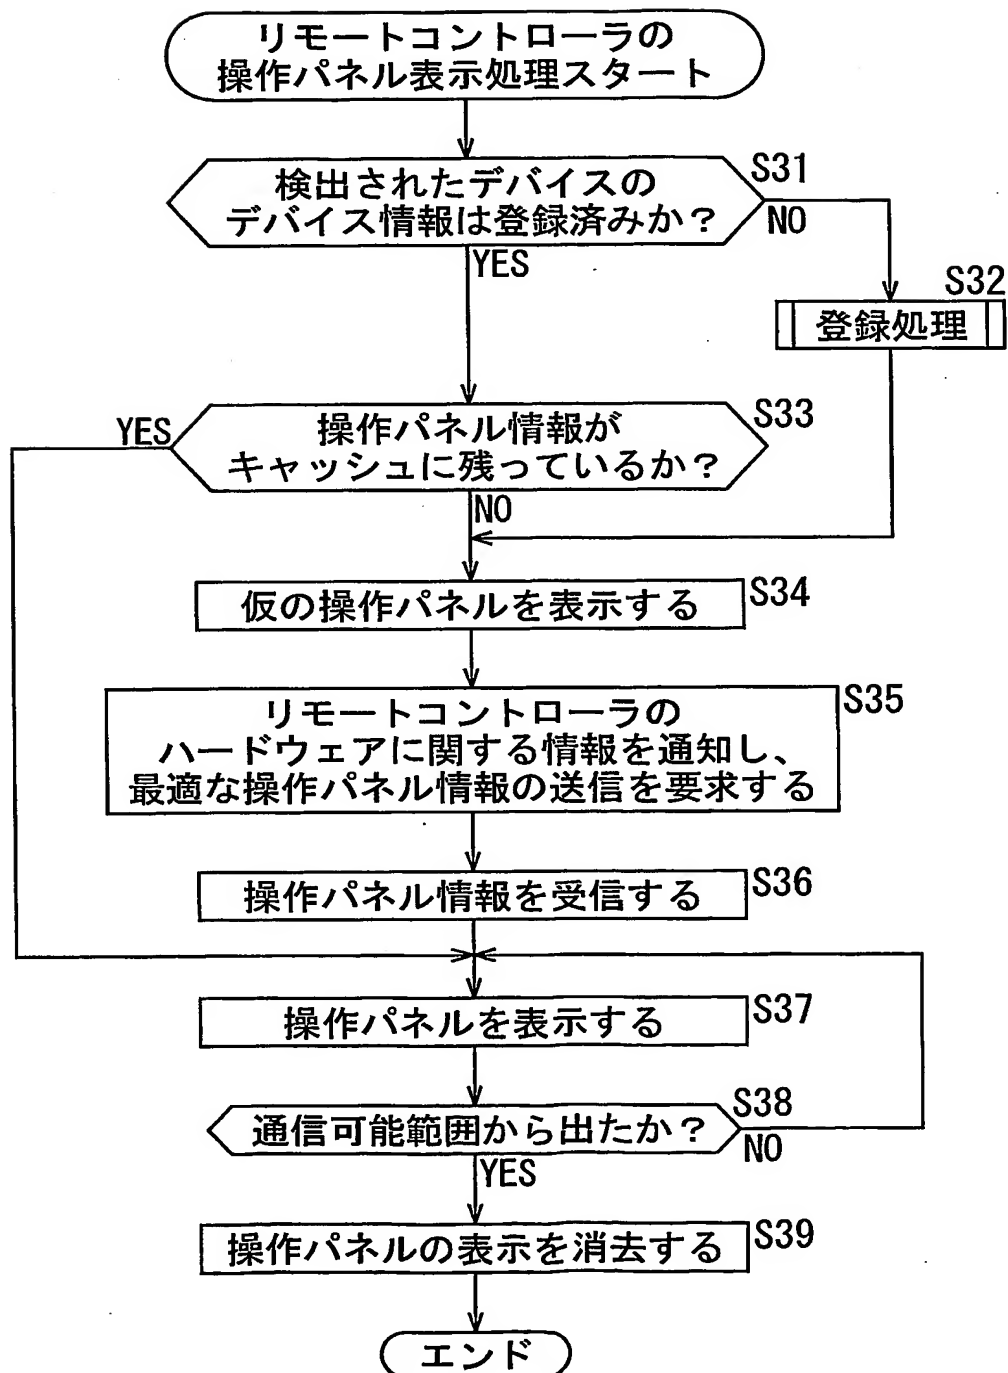 リモートコントローラの
操作パネル表示処理スタート
検出されたデバイスの
デバイス情報は登録済みか？
S31
NO
YES
S32
登録処理
操作パネル情報が
キャッシュに残っているか？
S33
YES
NO
仮の操作パネルを表示する
S34
リモートコントローラの
ハードウェアに関する情報を通知し、
最適な操作パネル情報の送信を要求する
S35
操作パネル情報を受信する
S36
操作パネルを表示する
S37
通信可能範囲から出たか？
S38
NO
YES
操作パネルの表示を消去する
S39
エンド